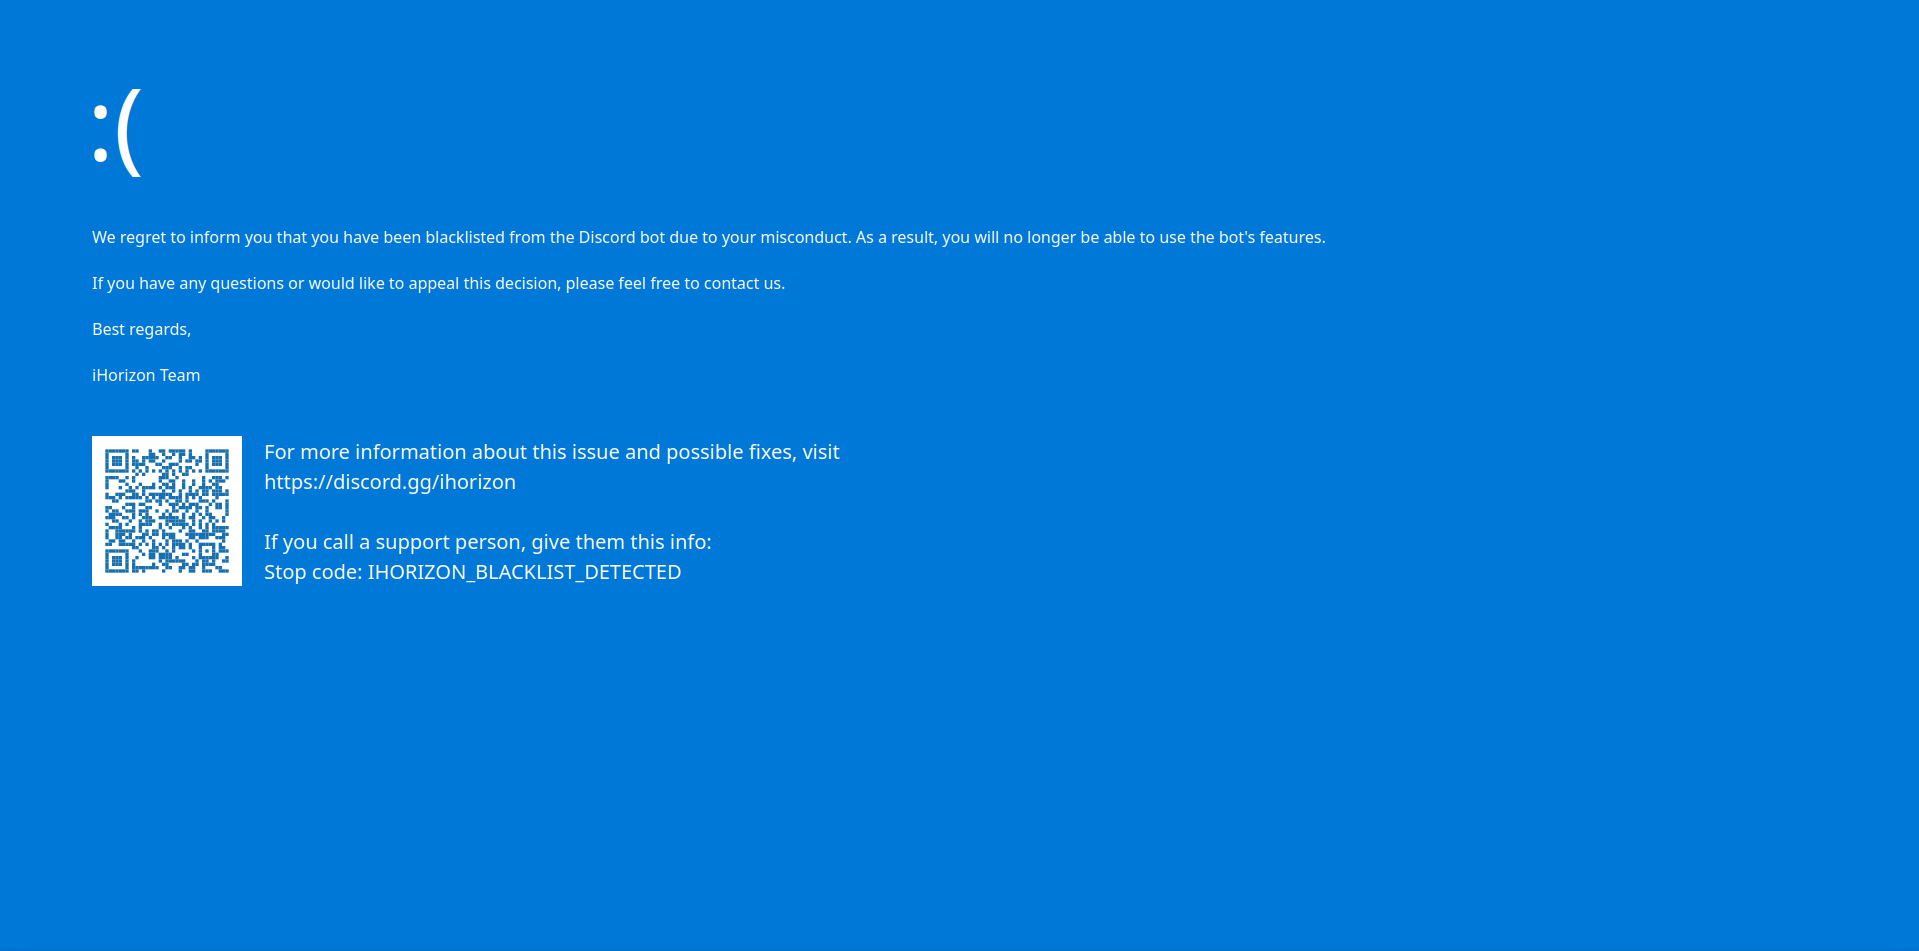 :(
We regret to inform you that you have been blacklisted from the Discord bot due to your misconduct. As a result, you will no longer be able to use the bot's features.
If you have any questions or would like to appeal this decision, please feel free to contact us.
Best regards,
iHorizon Team
For more information about this issue and possible fixes, visit
https://discord.gg/ihorizon
If you call a support person, give them this info:
Stop code: IHORIZON_BLACKLIST_DETECTED